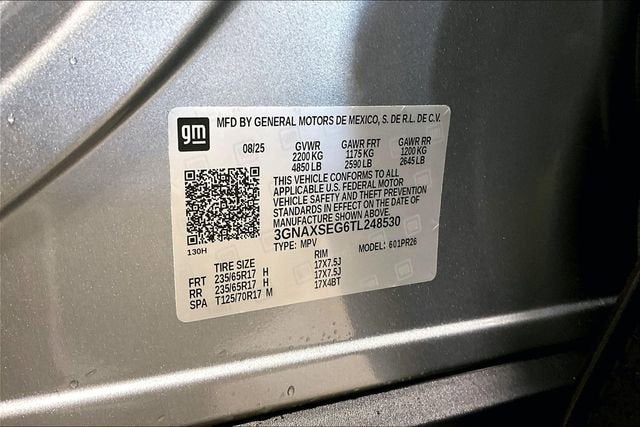 gm
MFD BY GENERAL MOTORS DE MEXICO, S. DE R.L. DE C.V.
08/25 GVWR GAWR FRT GAWR RR
2200 KG 1175 KG 1200 KG
4850 LB 2590 LB 2645 LB
THIS VEHICLE CONFORMS TO ALL
APPLICABLE U.S. FEDERAL MOTOR
VEHICLE SAFETY AND THEFT PREVENTION
STANDARDS IN EFFECT ON THE DATE OF
MANUFACTURE SHOWN ABOVE.
3GNAXSEG6TL248530
130H
TYPE: MPV MODEL: 601PR26
TIRE SIZE RIM
FRT 235/65R17 H 17X7.5J
RR 235/65R17 H 17X7.5J
SPA T125/70R17 M 17X4BT